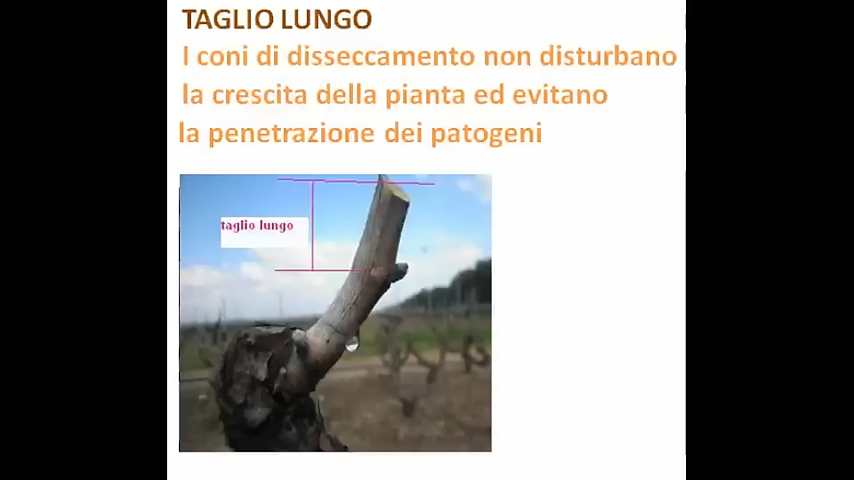 TAGLIO LUNGO
I coni di disseccamento non disturbano
la crescita della pianta ed evitano
la penetrazione dei patogeni
taglio lungo